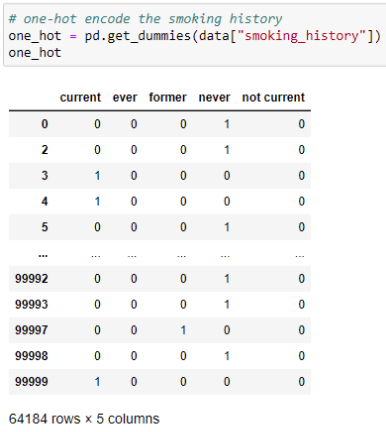 # one-hot encode the smoking history
one_hot = pd.get_dummies(data["smoking_history"])
one_hot
current ever former never not current
0 0 0 0 1 0
2 0 0 0 1 0
3 1 0 0 0 0
4 1 0 0 0 0
5 0 0 0 1 0
... ... ... ... ... ...
99992 0 0 0 1 0
99993 0 0 0 1 0
99997 0 0 1 0 0
99998 0 0 0 1 0
99999 1 0 0 0 0
64184 rows × 5 columns